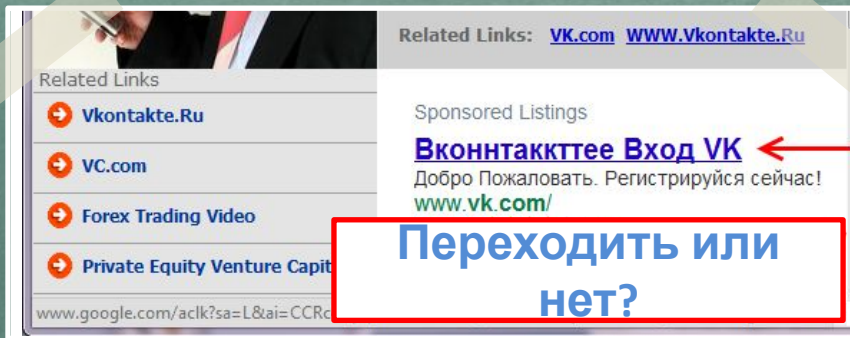 Related Links: VK.com WWW.Vkontakte.Ru
Related Links
Vkontakte.Ru
VC.com
Forex Trading Video
Private Equity Venture Capit
www.google.com/aclk?sa=L&ai=CCRc
Sponsored Listings
Вконнтаккттее Вход VK
Добро Пожаловать. Регистрируйся сейчас!
www.vk.com/
Переходить или
нет?